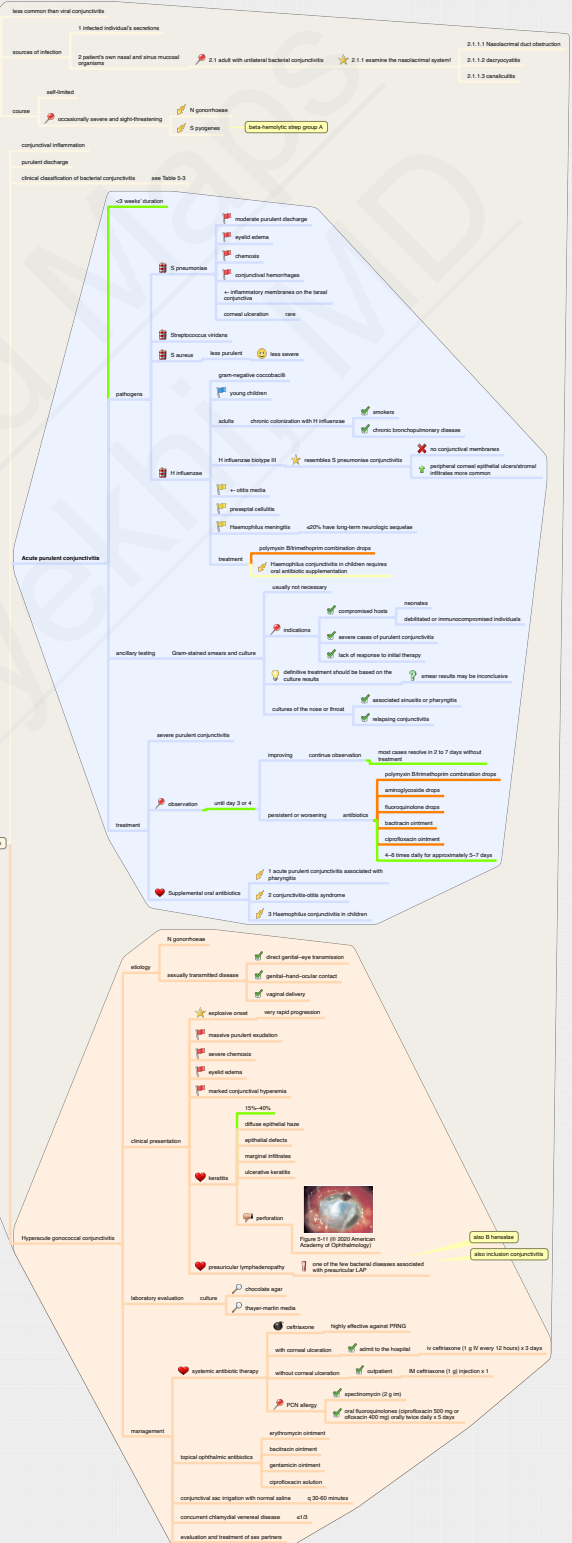 less common than viral conjunctivitis
sources of infection
1 infected individual's secretions
2 patient's own nasal and sinus mucosal
organisms
2.1 adult with unilateral bacterial conjunctivitis
2.1.1 examine the nasolacrimal system!
2.1.1.1 Nasolacrimal duct obstruction
2.1.1.2 dacryocystitis
2.1.1.3 canaliculitis
course
self-limited
occasionally severe and sight-threatening
N gonorrhoeae
S pyogenes
beta-hemolytic strep group A
conjunctival inflammation
purulent discharge
clinical classification of bacterial conjunctivitis
see Table 5-3
Acute purulent conjunctivitis
<3 weeks' duration
pathogens
S pneumoniae
moderate purulent discharge
eyelid edema
chemosis
conjunctival hemorrhages
← inflammatory membranes on the tarsal
conjunctiva
corneal ulceration
rare
Streptococcus viridans
S aureus
less purulent
less severe
H influenzae
gram-negative coccobacilli
young children
adults
chronic colonization with H influenzae
smokers
chronic bronchopulmonary disease
H influenzae biotype III
resembles S pneumoniae conjunctivitis
no conjunctival membranes
peripheral corneal epithelial ulcers/stromal
infiltrates more common
← otitis media
preseptal cellulitis
Haemophilus meningitis
≤20% have long-term neurologic sequelae
treatment
polymyxin B/trimethoprim combination drops
Haemophilus conjunctivitis in children requires
oral antibiotic supplementation
ancillary testing
Gram-stained smears and culture
usually not necessary
indications
compromised hosts
neonates
debilitated or immunocompromised individuals
severe cases of purulent conjunctivitis
lack of response to initial therapy
definitive treatment should be based on the
culture results
smear results may be inconclusive
cultures of the nose or throat
associated sinusitis or pharyngitis
relapsing conjunctivitis
treatment
severe purulent conjunctivitis
observation
until day 3 or 4
improving
continue observation
most cases resolve in 2 to 7 days without
treatment
persistent or worsening
antibiotics
polymyxin B/trimethoprim combination drops
aminoglycoside drops
fluoroquinolone drops
bacitracin ointment
ciprofloxacin ointment
4–6 times daily for approximately 5–7 days
Supplemental oral antibiotics
1 acute purulent conjunctivitis associated with
pharyngitis
2 conjunctivitis-otitis syndrome
3 Haemophilus conjunctivitis in children
Hyperacute gonococcal conjunctivitis
etiology
N gonorrhoeae
sexually transmitted disease
direct genital–eye transmission
genital–hand–ocular contact
vaginal delivery
clinical presentation
explosive onset
very rapid progression
massive purulent exudation
severe chemosis
eyelid edema
marked conjunctival hyperemia
keratitis
15%–40%
diffuse epithelial haze
epithelial defects
marginal infiltrates
ulcerative keratitis
perforation
Figure 5-11 (© 2020 American
Academy of Ophthalmology)
preauricular lymphadenopathy
one of the few bacterial diseases associated
with preauricular LAP
also B henselae
also inclusion conjunctivitis
laboratory evaluation
culture
chocolate agar
thayer-martin media
management
systemic antibiotic therapy
ceftriaxone
highly effective against PRNG
with corneal ulceration
admit to the hospital
iv ceftriaxone (1 g IV every 12 hours) x 3 days
without corneal ulceration
outpatient
IM ceftriaxone (1 g) injection x 1
PCN allergy
spectinomycin (2 g im)
oral fluoroquinolones (ciprofloxacin 500 mg or
ofloxacin 400 mg) orally twice daily x 5 days
topical ophthalmic antibiotics
erythromycin ointment
bacitracin ointment
gentamicin ointment
ciprofloxacin solution
conjunctival sac irrigation with normal saline
q 30-60 minutes
concurrent chlamydial venereal disease
≤1/3
evaluation and treatment of sex partners